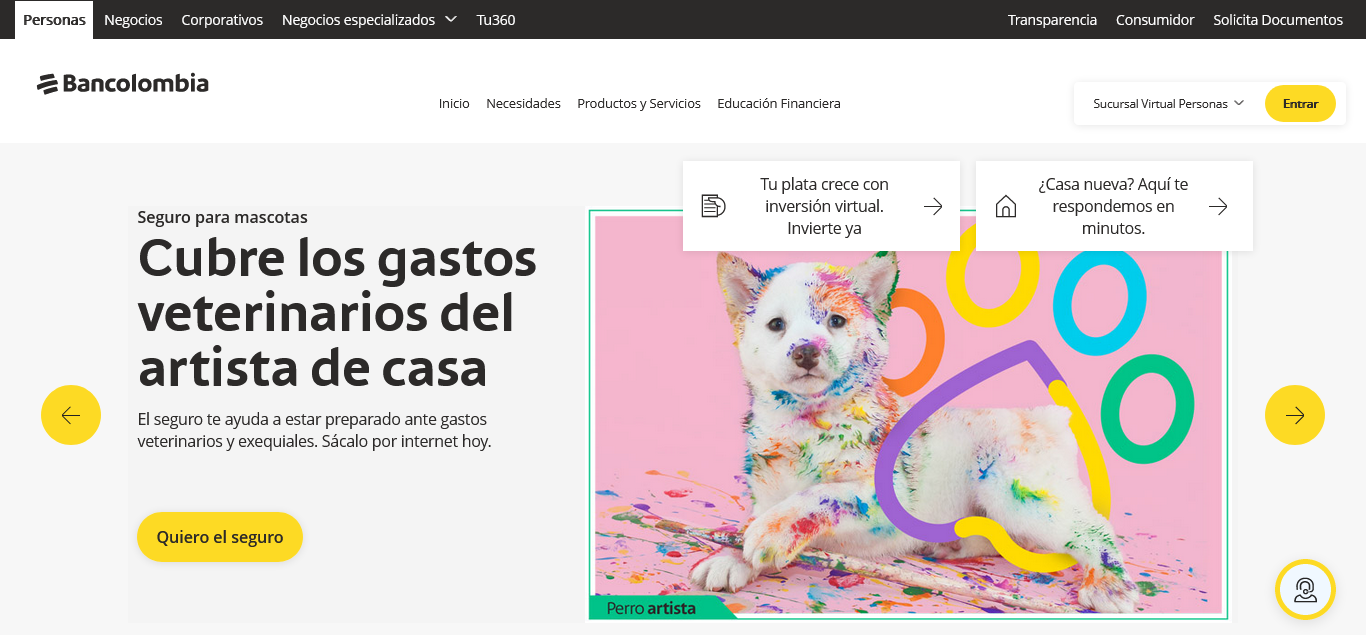 Personas Negocios Corporativos Negocios especializados Tu360 Transparencia Consumidor Solicita Documentos
Bancolombia
Inicio Necesidades Productos y Servicios Educación Financiera
Sucursal Virtual Personas Entrar
Tu plata crece con
inversión virtual.
Invierte ya
¿Casa nueva? Aquí te
respondemos en
minutos.
Seguro para mascotas
Cubre los gastos
veterinarios del
artista de casa
El seguro te ayuda a estar preparado ante gastos
veterinarios y exequiales. Sácalo por internet hoy.
Quiero el seguro
Perro artista